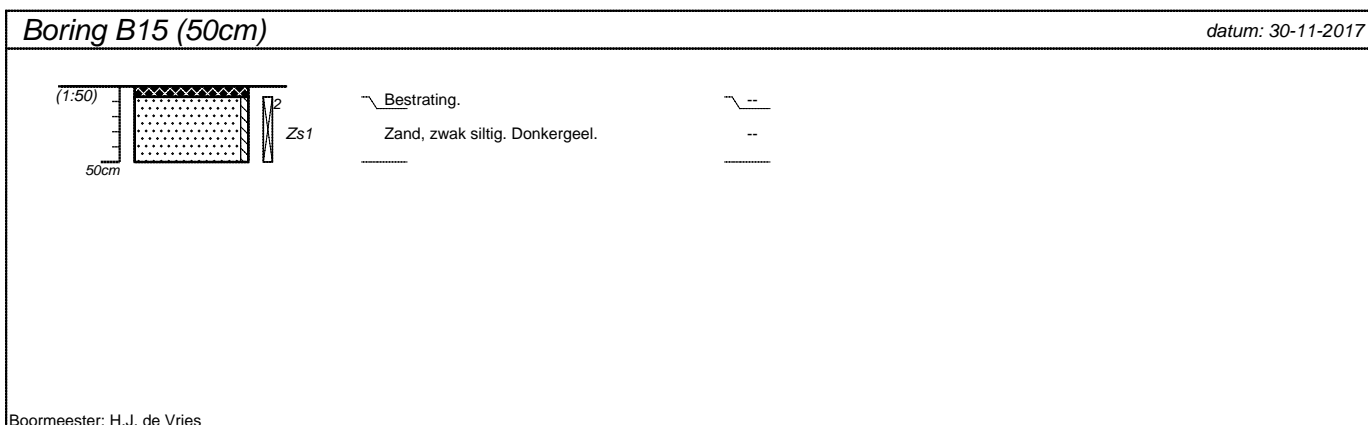 Boring B15 (50cm) datum: 30-11-2017
(1:50) 2 Bestrating. --
Zs1 Zand, zwak siltig. Donkergeel. --
50cm
Boormeester: H.J. de Vries